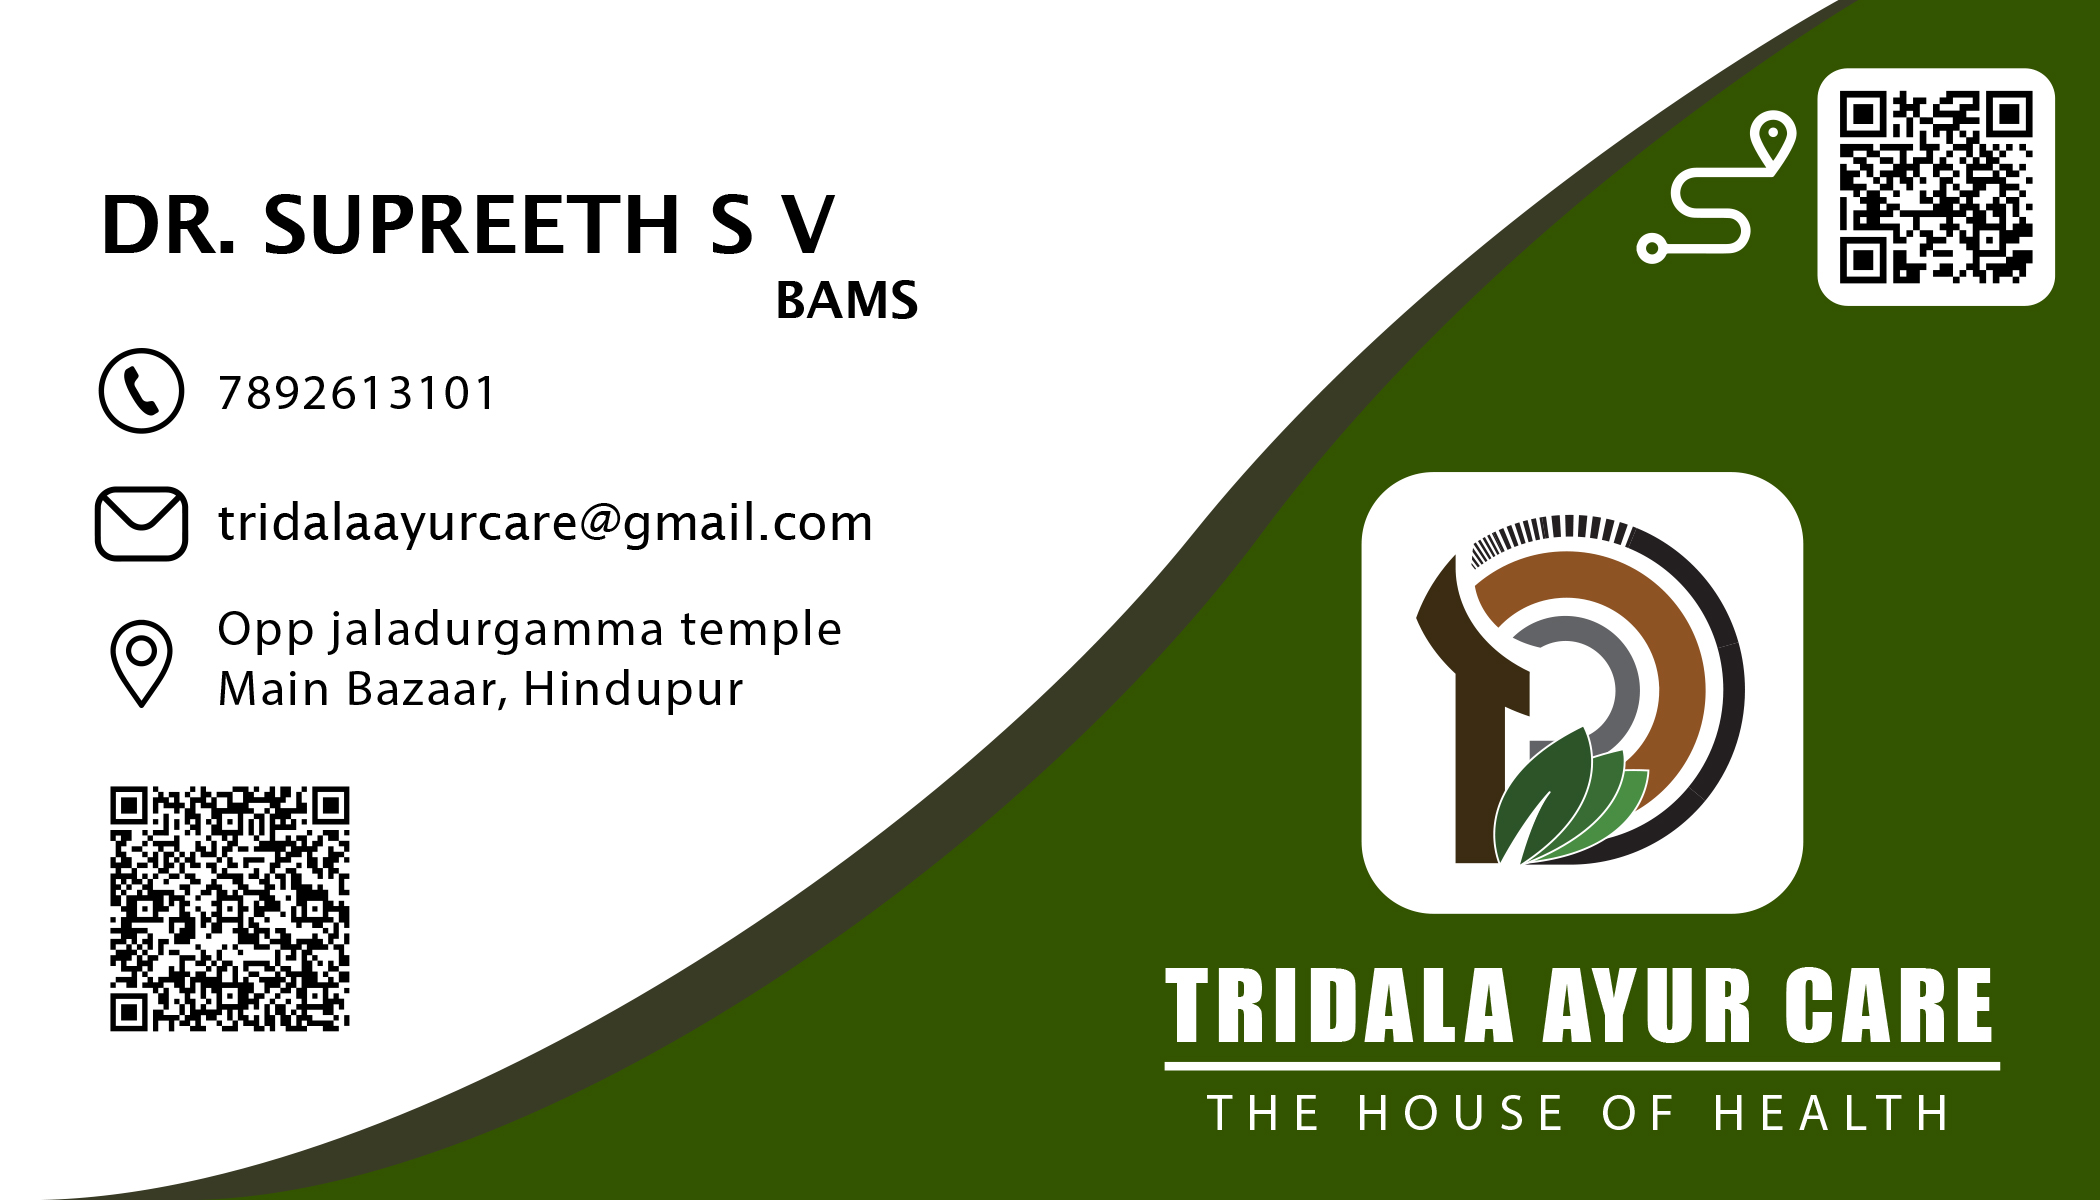 DR. SUPREETH S V
BAMS
7892613101
tridalaayurcare@gmail.com
Opp jaladurgamma temple
Main Bazaar, Hindupur
TRIDALA AYUR CARE
THE HOUSE OF HEALTH